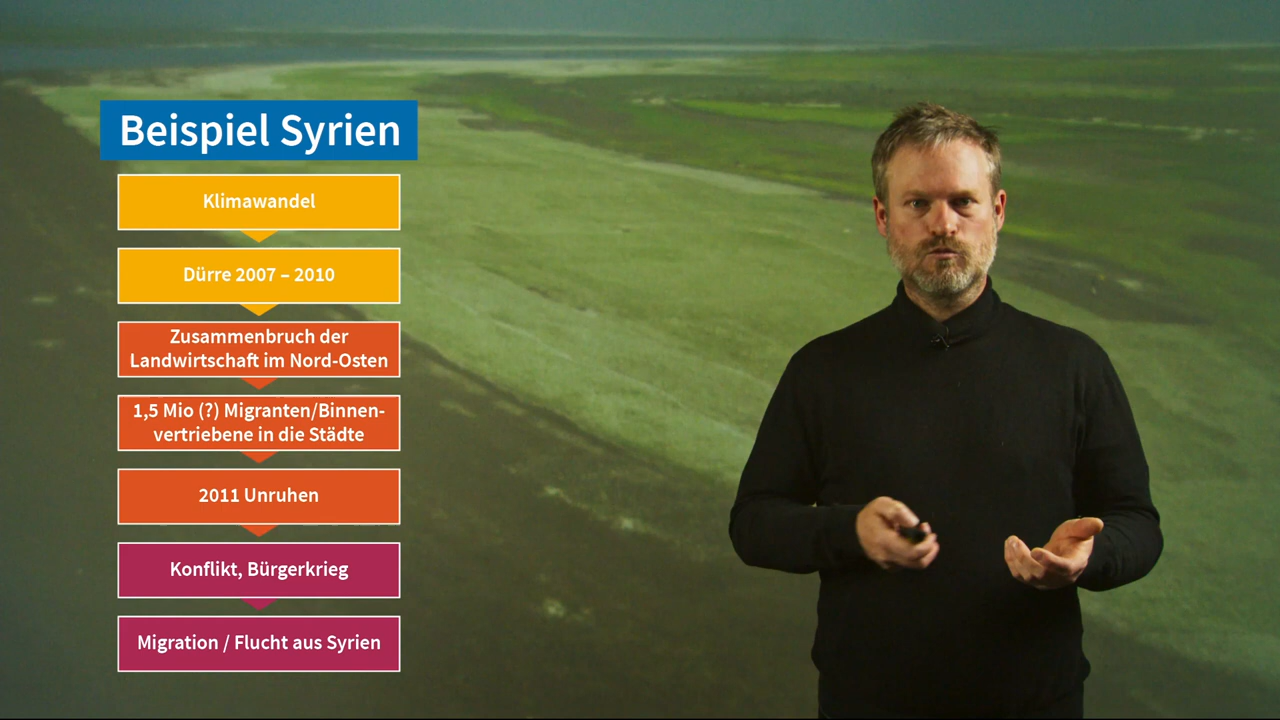 Beispiel Syrien
Klimawandel
Dürre 2007 – 2010
Zusammenbruch der
Landwirtschaft im Nord-Osten
1,5 Mio (?) Migranten/Binnen-
vertriebene in die Städte
2011 Unruhen
Konflikt, Bürgerkrieg
Migration / Flucht aus Syrien